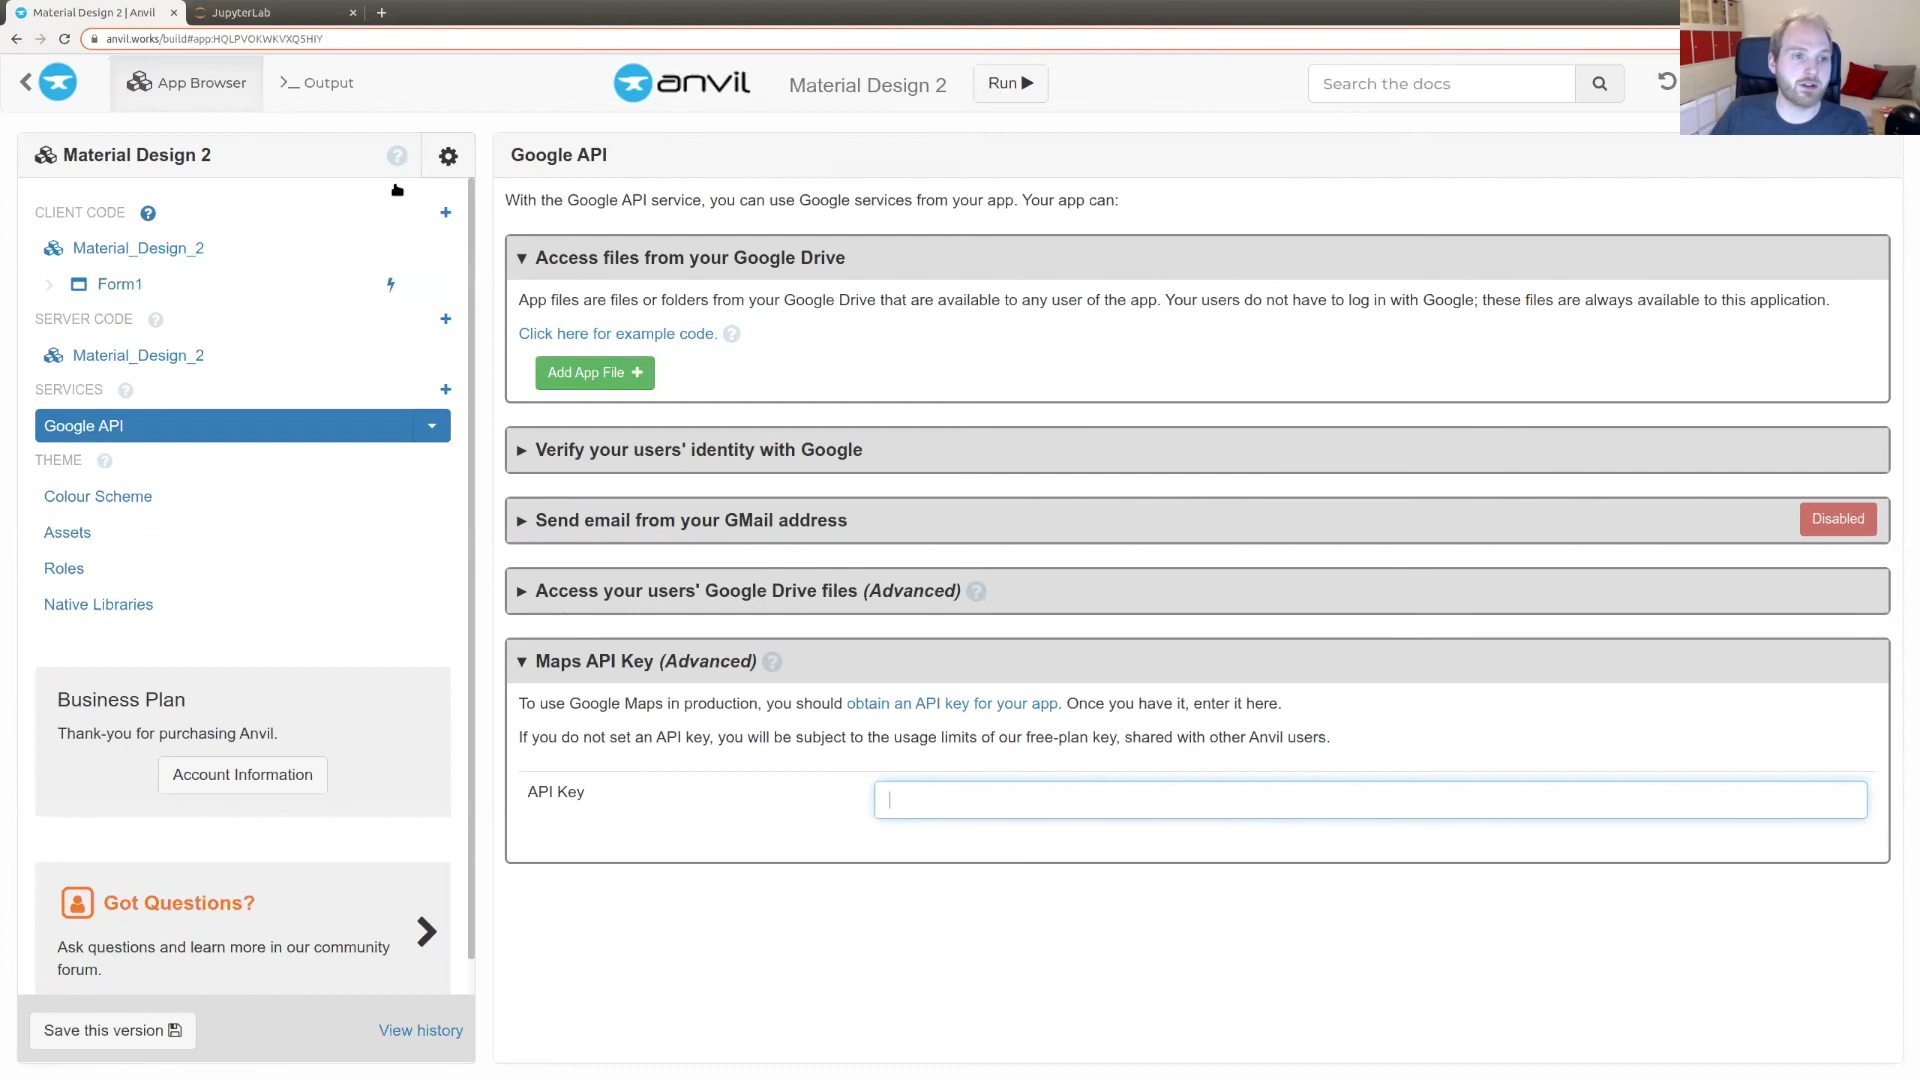 Material Design 2 | Anvil
JupyterLab
anvil.works/build#app:HQLPVOKWKVXQ5HIY
App Browser
>_ Output
anvil
Material Design 2
Run
Search the docs
Material Design 2
?
CLIENT CODE ?
+
Material_Design_2
Form1
SERVER CODE ?
+
Material_Design_2
SERVICES ?
+
Google API
THEME ?
Colour Scheme
Assets
Roles
Native Libraries
Business Plan
Thank-you for purchasing Anvil.
Account Information
Got Questions?
Ask questions and learn more in our community
forum.
Save this version
View history
Google API
With the Google API service, you can use Google services from your app. Your app can:
Access files from your Google Drive
App files are files or folders from your Google Drive that are available to any user of the app. Your users do not have to log in with Google; these files are always available to this application.
Click here for example code. ?
Add App File +
Verify your users' identity with Google
Send email from your GMail address
Disabled
Access your users' Google Drive files (Advanced) ?
Maps API Key (Advanced) ?
To use Google Maps in production, you should obtain an API key for your app. Once you have it, enter it here.
If you do not set an API key, you will be subject to the usage limits of our free-plan key, shared with other Anvil users.
API Key